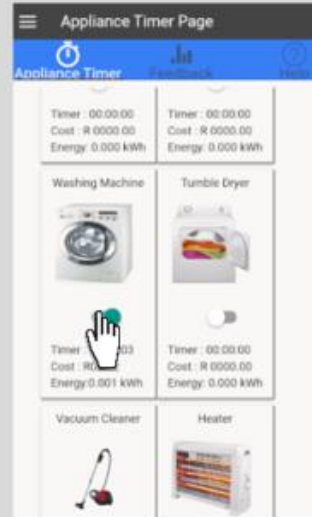 Appliance Timer Page
Appliance Timer Feedback Help
Timer : 00:00:00 Timer : 00:00:00
Cost : R 0000.00 Cost : R 0000.00
Energy: 0.000 kWh Energy: 0.000 kWh
Washing Machine Tumble Dryer
Timer 03 Timer : 00:00:00
Cost : R0 Cost : R 0000.00
Energy:0.001 kWh Energy: 0.000 kWh
Vacuum Cleaner Heater